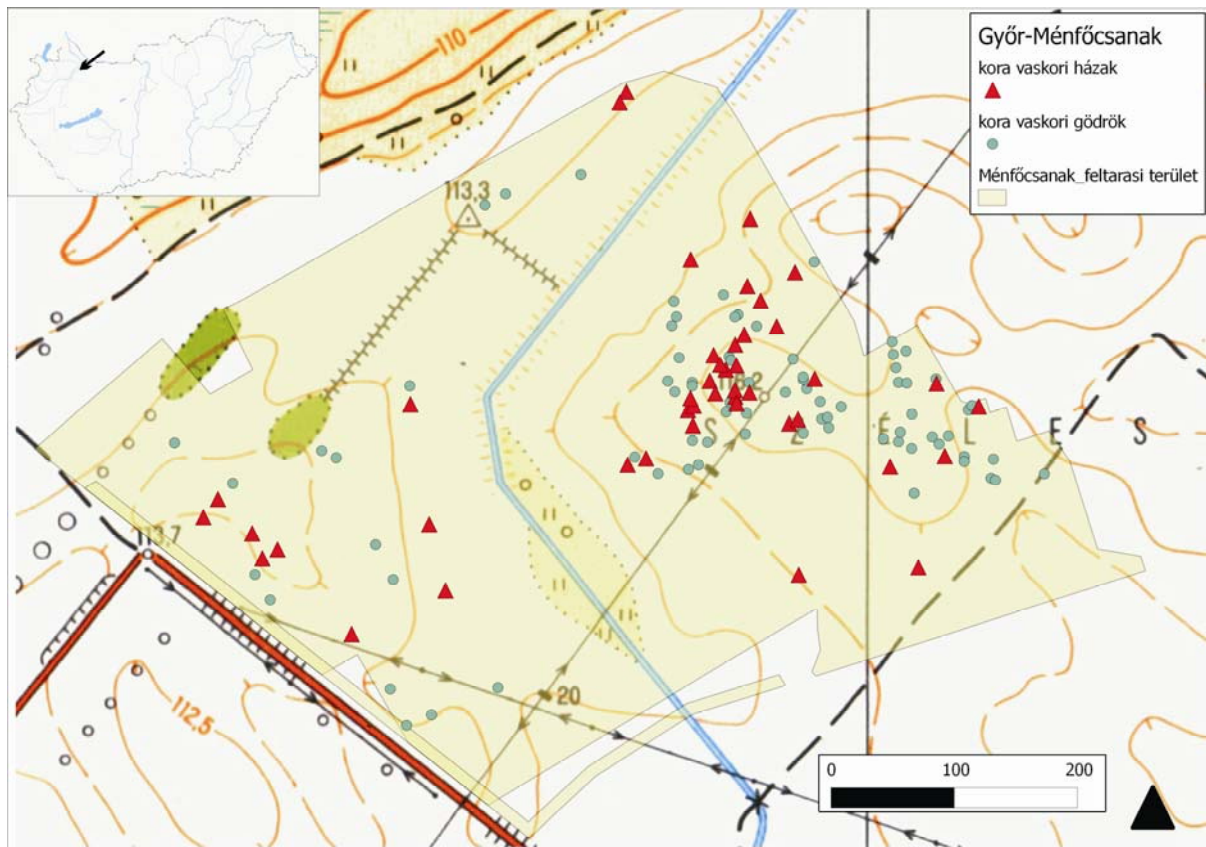 Győr-Ménfőcsanak
kora vaskori házak
kora vaskori gödrök
Ménfőcsanak_feltarasi terület
110
113,3
S Z É L E S
113,7
20
112,5
0 100 200